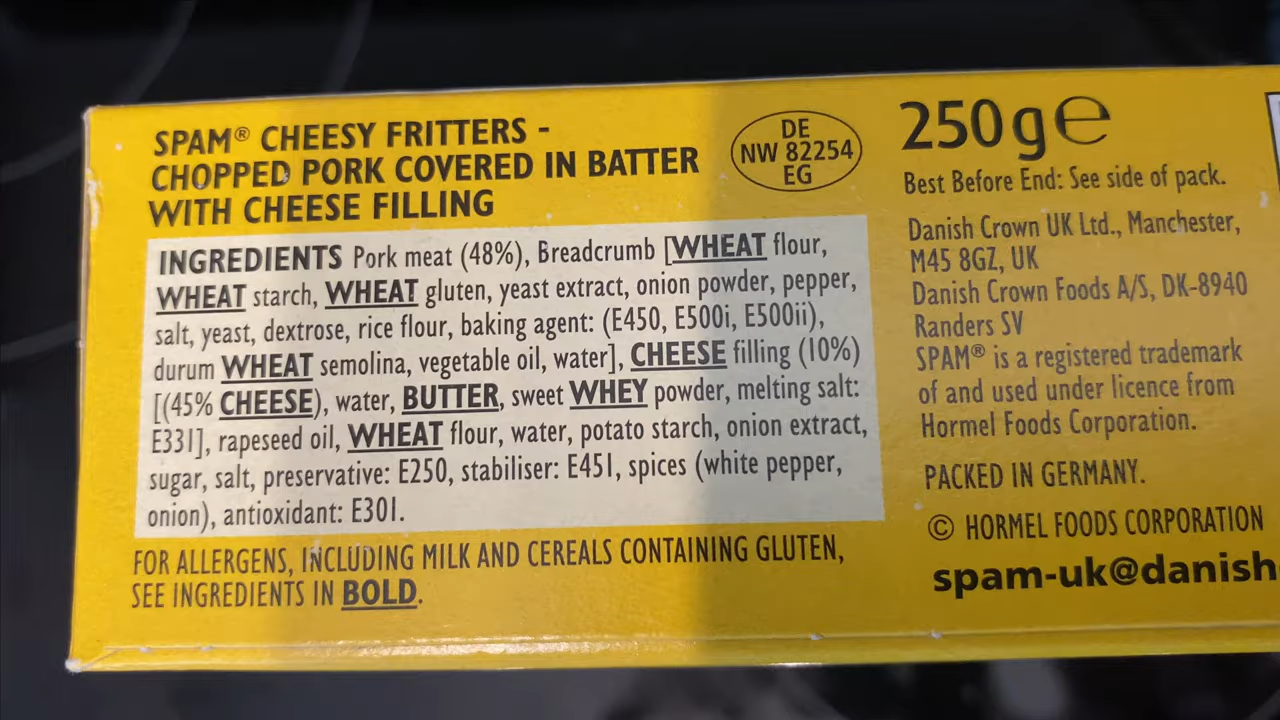 SPAM® CHEESY FRITTERS -
CHOPPED PORK COVERED IN BATTER
WITH CHEESE FILLING
DE
NW 82254
EG
INGREDIENTS Pork meat (48%), Breadcrumb [WHEAT flour,
WHEAT starch, WHEAT gluten, yeast extract, onion powder, pepper,
salt, yeast, dextrose, rice flour, baking agent: (E450, E500i, E500ii),
durum WHEAT semolina, vegetable oil, water], CHEESE filling (10%)
[(45% CHEESE), water, BUTTER, sweet WHEY powder, melting salt:
E331], rapeseed oil, WHEAT flour, water, potato starch, onion extract,
sugar, salt, preservative: E250, stabiliser: E451, spices (white pepper,
onion), antioxidant: E301.
FOR ALLERGENS, INCLUDING MILK AND CEREALS CONTAINING GLUTEN,
SEE INGREDIENTS IN BOLD.
250g℮
Best Before End: See side of pack.
Danish Crown UK Ltd., Manchester,
M45 8GZ, UK
Danish Crown Foods A/S, DK-8940
Randers SV
SPAM® is a registered trademark
of and used under licence from
Hormel Foods Corporation.
PACKED IN GERMANY.
© HORMEL FOODS CORPORATION
spam-uk@danish